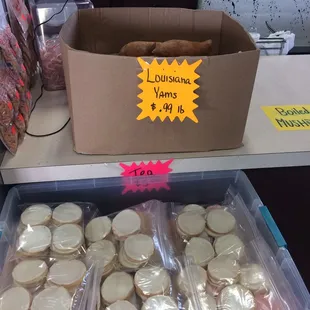 Louisiana
Yams
$.99 lb
Boiled
Tea